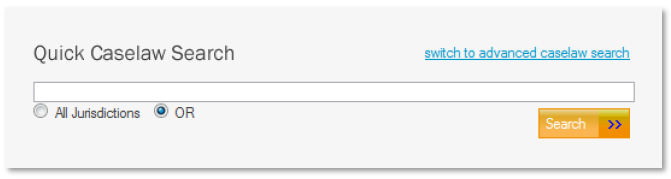 Quick Caselaw Search
switch to advanced caselaw search
All Jurisdictions OR
Search >>